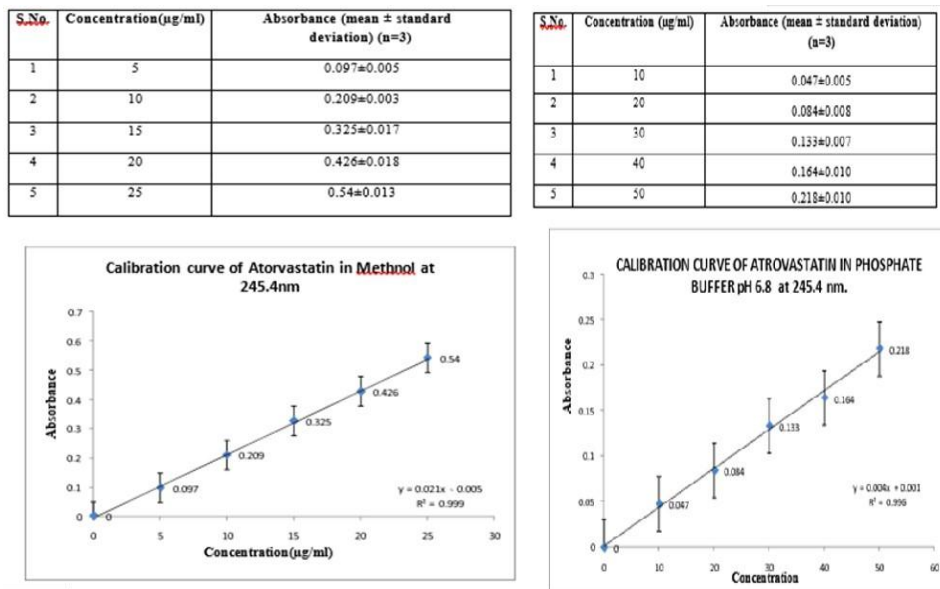 S.No. Concentration(µg/ml) Absorbance (mean ± standard
deviation) (n=3)
1 5 0.097±0.005
2 10 0.209±0.003
3 15 0.325±0.017
4 20 0.426±0.018
5 25 0.54±0.013
S.No. Concentration (µg/ml) Absorbance (mean ± standard deviation)
(n=3)
1 10 0.047±0.005
2 20 0.084±0.008
3 30 0.133±0.007
4 40 0.164±0.010
5 50 0.218±0.010
Calibration curve of Atorvastatin in Methnol at
245.4nm
Absorbance
0.7
0.6
0.5
0.4
0.3
0.2
0.1
0
0
0.097
0.209
0.325
0.426
0.54
y = 0.021x - 0.005
R² = 0.999
0 5 10 15 20 25 30
Concentration(µg/ml)
CALIBRATION CURVE OF ATROVASTATIN IN PHOSPHATE
BUFFER pH 6.8 at 245.4 nm.
Absorbance
0.3
0.25
0.2
0.15
0.1
0.05
0
0
0.047
0.084
0.133
0.164
0.218
y = 0.004x + 0.001
R² = 0.996
0 10 20 30 40 50 60
Concentration